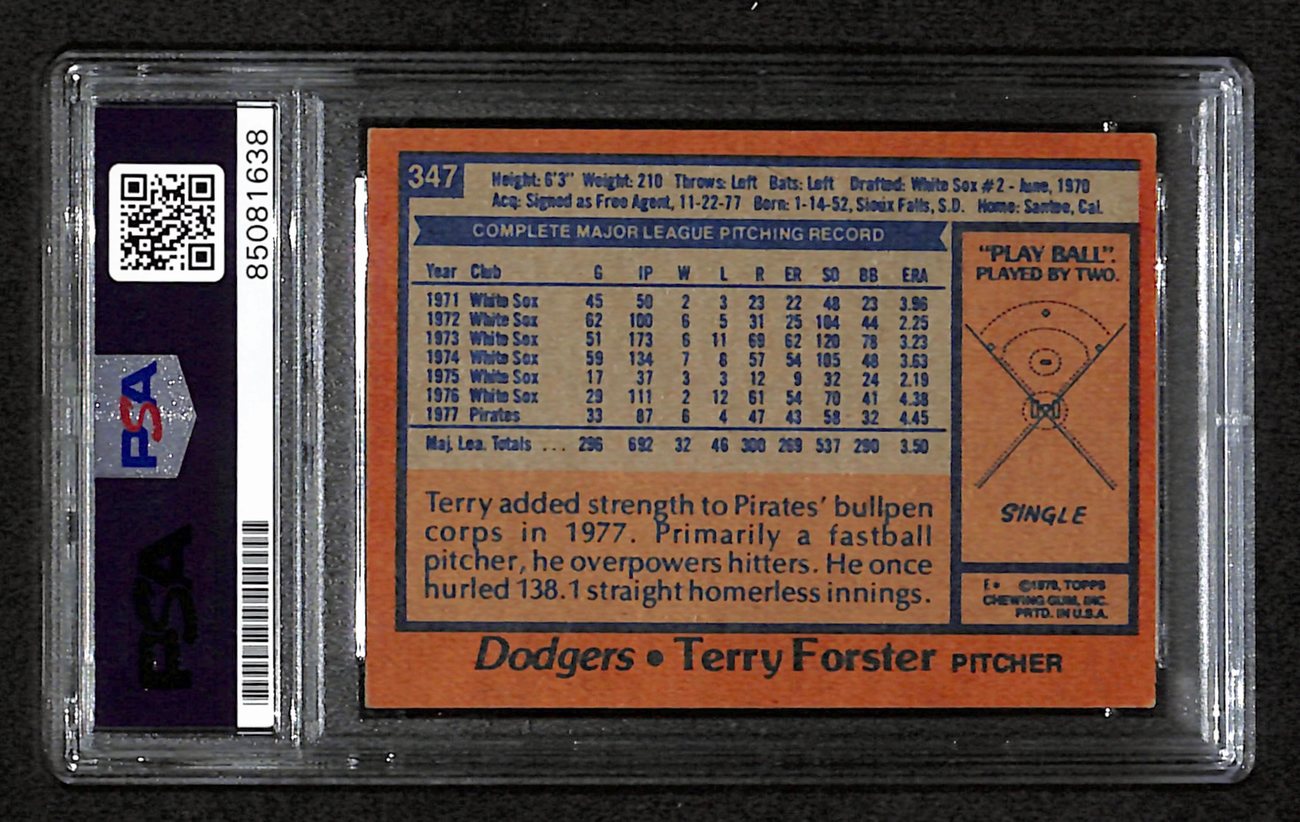 85081638
PSA
PSA
347
Height: 6'3" Weight: 210 Throws: Left Bats: Left Drafted: White Sox #2 - June, 1970
Acq: Signed as Free Agent, 11-22-77 Born: 1-14-52, Sioux Falls, S.D. Home: Santee, Cal.
COMPLETE MAJOR LEAGUE PITCHING RECORD
Year Club G IP W L R ER SO BB ERA
1971 White Sox 45 50 2 3 23 22 48 23 3.96
1972 White Sox 62 100 6 5 31 25 104 44 2.25
1973 White Sox 51 173 6 11 69 62 120 78 3.23
1974 White Sox 59 134 7 8 57 54 105 48 3.63
1975 White Sox 17 37 3 3 12 9 32 24 2.19
1976 White Sox 29 111 2 12 61 54 70 41 4.38
1977 Pirates 33 87 6 4 47 43 58 32 4.45
Maj. Lea. Totals ... 296 692 32 46 300 269 537 290 3.50
Terry added strength to Pirates' bullpen
corps in 1977. Primarily a fastball
pitcher, he overpowers hitters. He once
hurled 138.1 straight homerless innings.
"PLAY BALL".
PLAYED BY TWO.
SINGLE
E* ©1978, TOPPS
CHEWING GUM, INC.
PRTD. IN U.S.A.
Dodgers • Terry Forster PITCHER